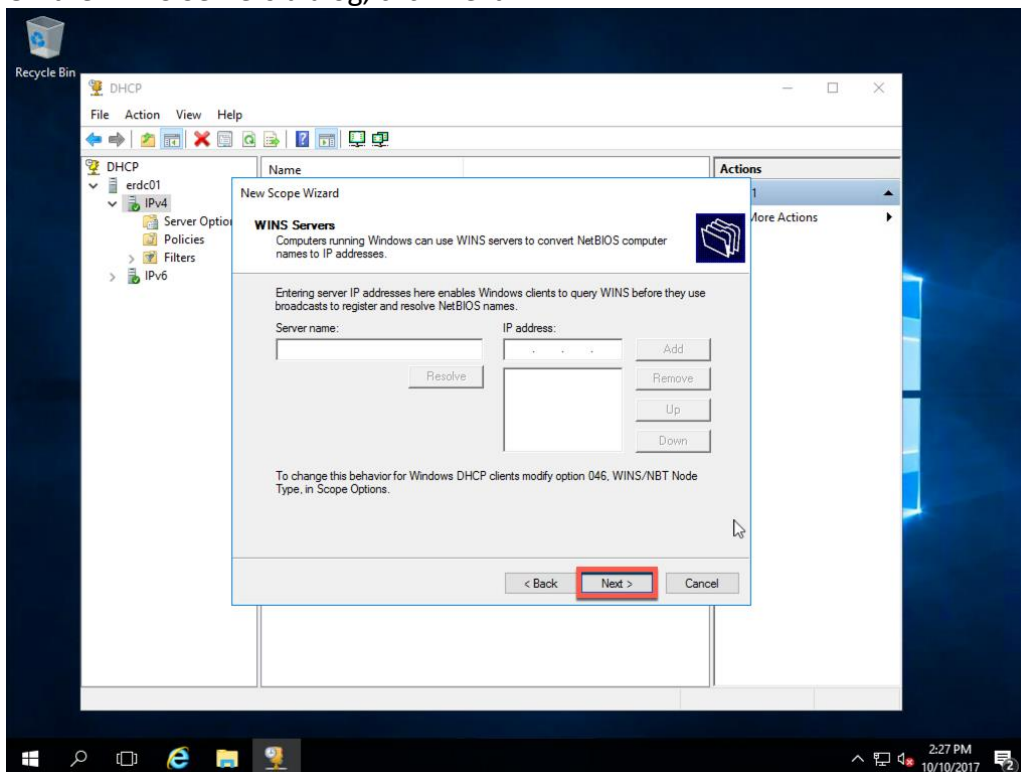 Recycle Bin
DHCP
File Action View Help
DHCP
erdc01
IPv4
Server Option
Policies
Filters
IPv6
Name
Actions
1
More Actions
New Scope Wizard
WINS Servers
Computers running Windows can use WINS servers to convert NetBIOS computer
names to IP addresses.
Entering server IP addresses here enables Windows clients to query WINS before they use
broadcasts to register and resolve NetBIOS names.
Server name:
IP address:
Add
Resolve
Remove
Up
Down
To change this behavior for Windows DHCP clients modify option 046, WINS/NBT Node
Type, in Scope Options.
< Back Next > Cancel
2:27 PM
10/10/2017
2